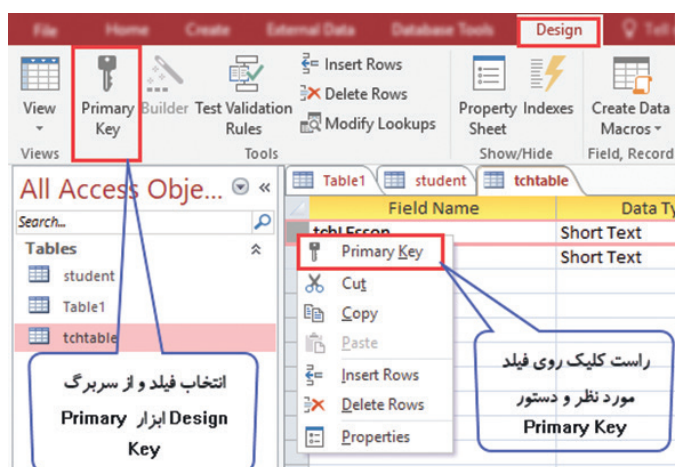 File Home Create External Data Database Tools Design Tell
View
Primary Key
Builder
Test Validation Rules
Insert Rows
Delete Rows
Modify Lookups
Property Sheet
Indexes
Create Data Macros
Views Tools Show/Hide Field, Record
All Access Obje... «
Search...
Tables
student
Table1
tchtable
Table1 student tchtable
Field Name Data Ty
Short Text
Short Text
Primary Key
Cut
Copy
Paste
Insert Rows
Delete Rows
Properties
انتخاب فیلد و از سربرگ
Design ابزار Primary
Key
راست کلیک روی فیلد
مورد نظر و دستور
Primary Key